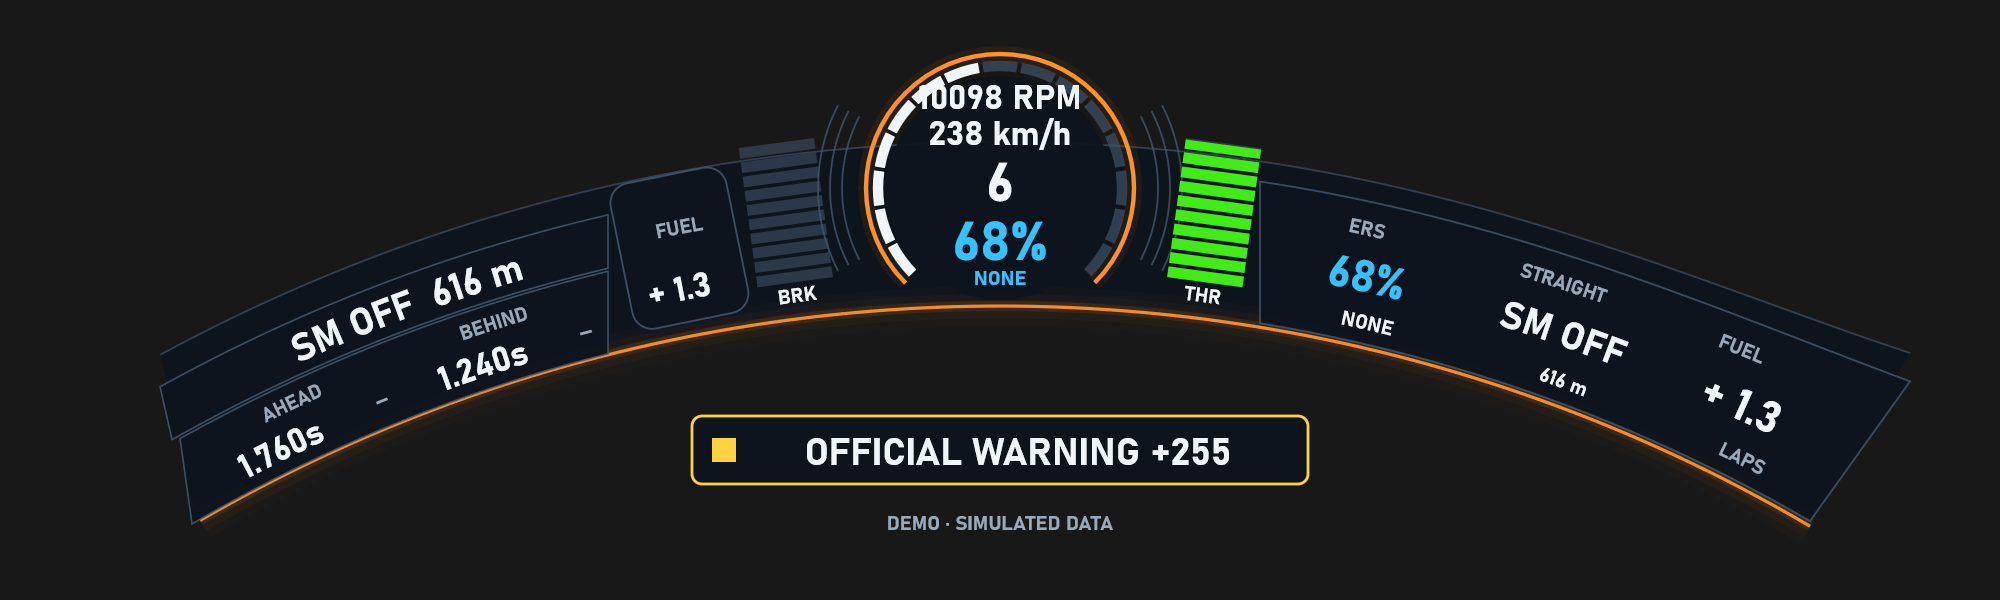 10098 RPM
238 km/h
6
68%
NONE
SM OFF 616 m
AHEAD
1.760s
–
BEHIND
1.240s
–
FUEL
+ 1.3
BRK
THR
ERS
68%
NONE
STRAIGHT
SM OFF
616 m
FUEL
+ 1.3
LAPS
OFFICIAL WARNING +255
DEMO · SIMULATED DATA